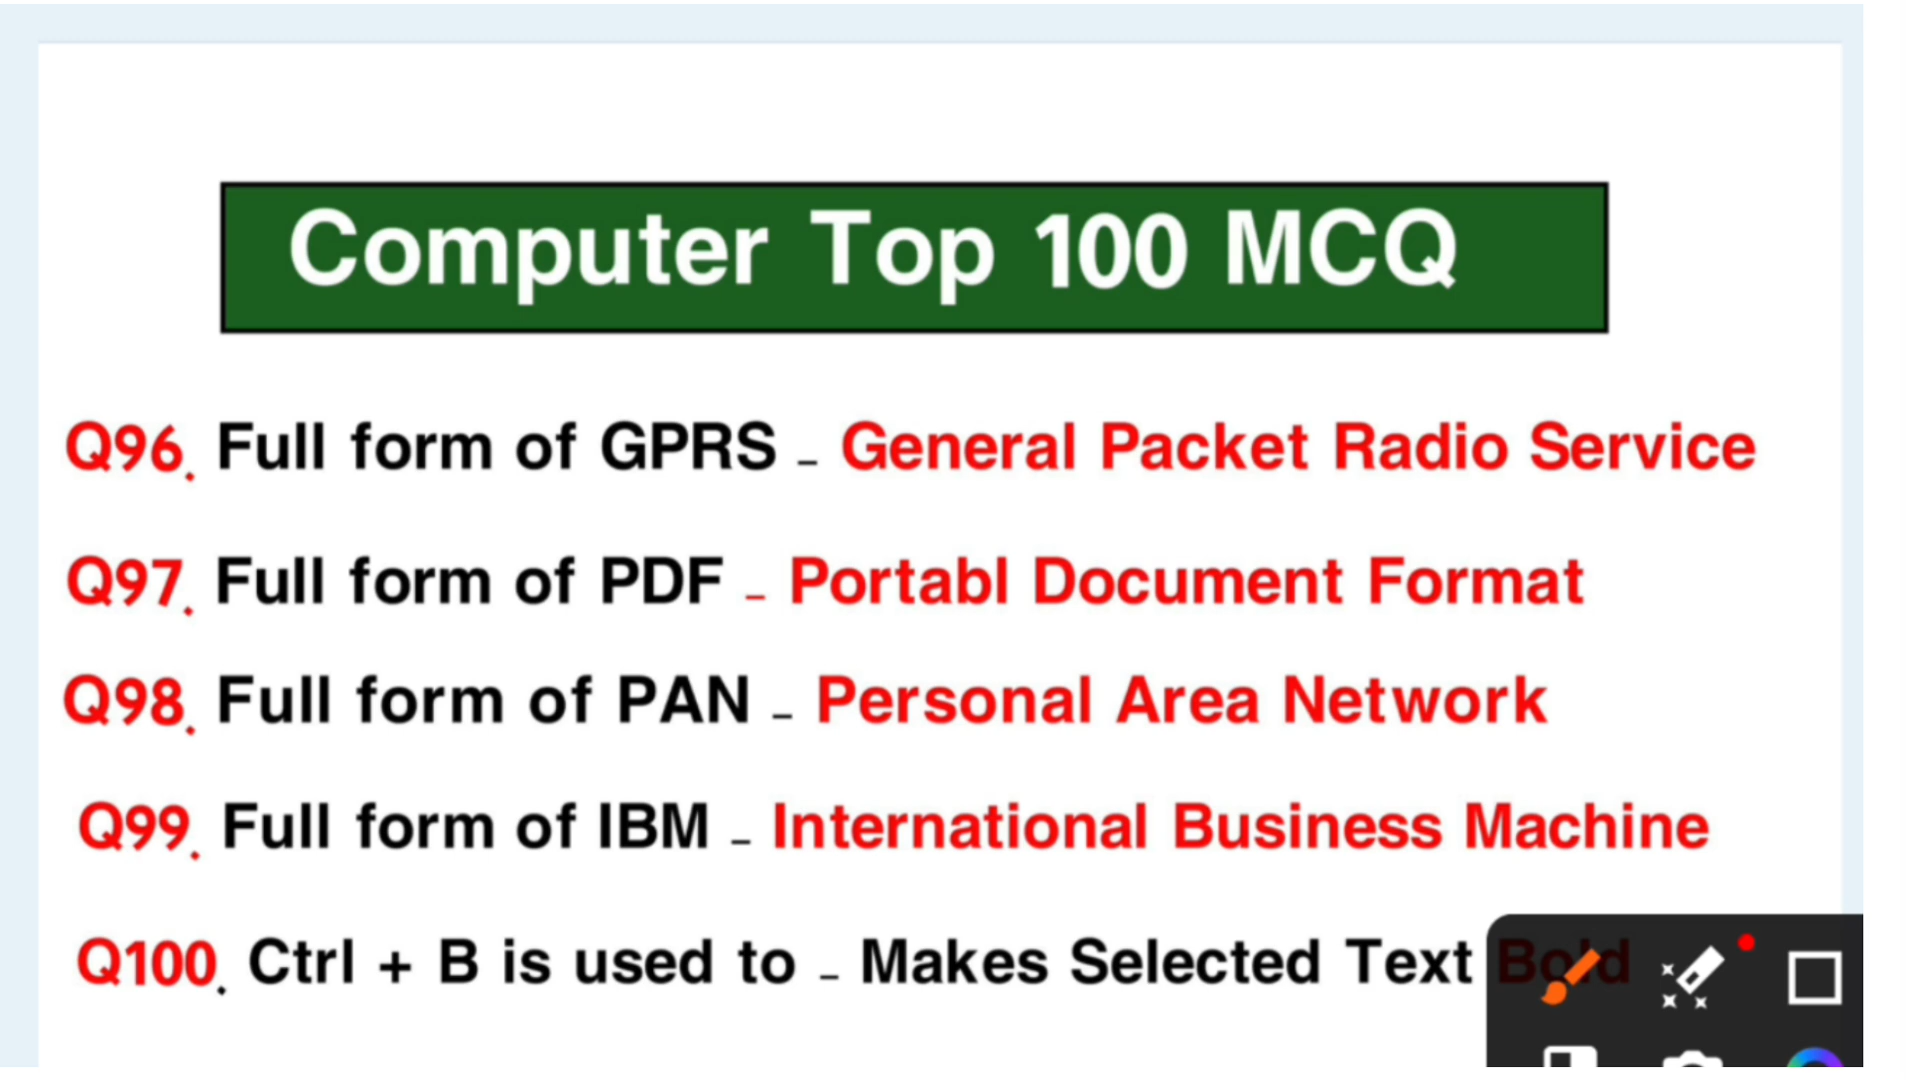 Computer Top 100 MCQ
Q96. Full form of GPRS - General Packet Radio Service
Q97. Full form of PDF - Portabl Document Format
Q98. Full form of PAN - Personal Area Network
Q99. Full form of IBM - International Business Machine
Q100. Ctrl + B is used to - Makes Selected Text Bold